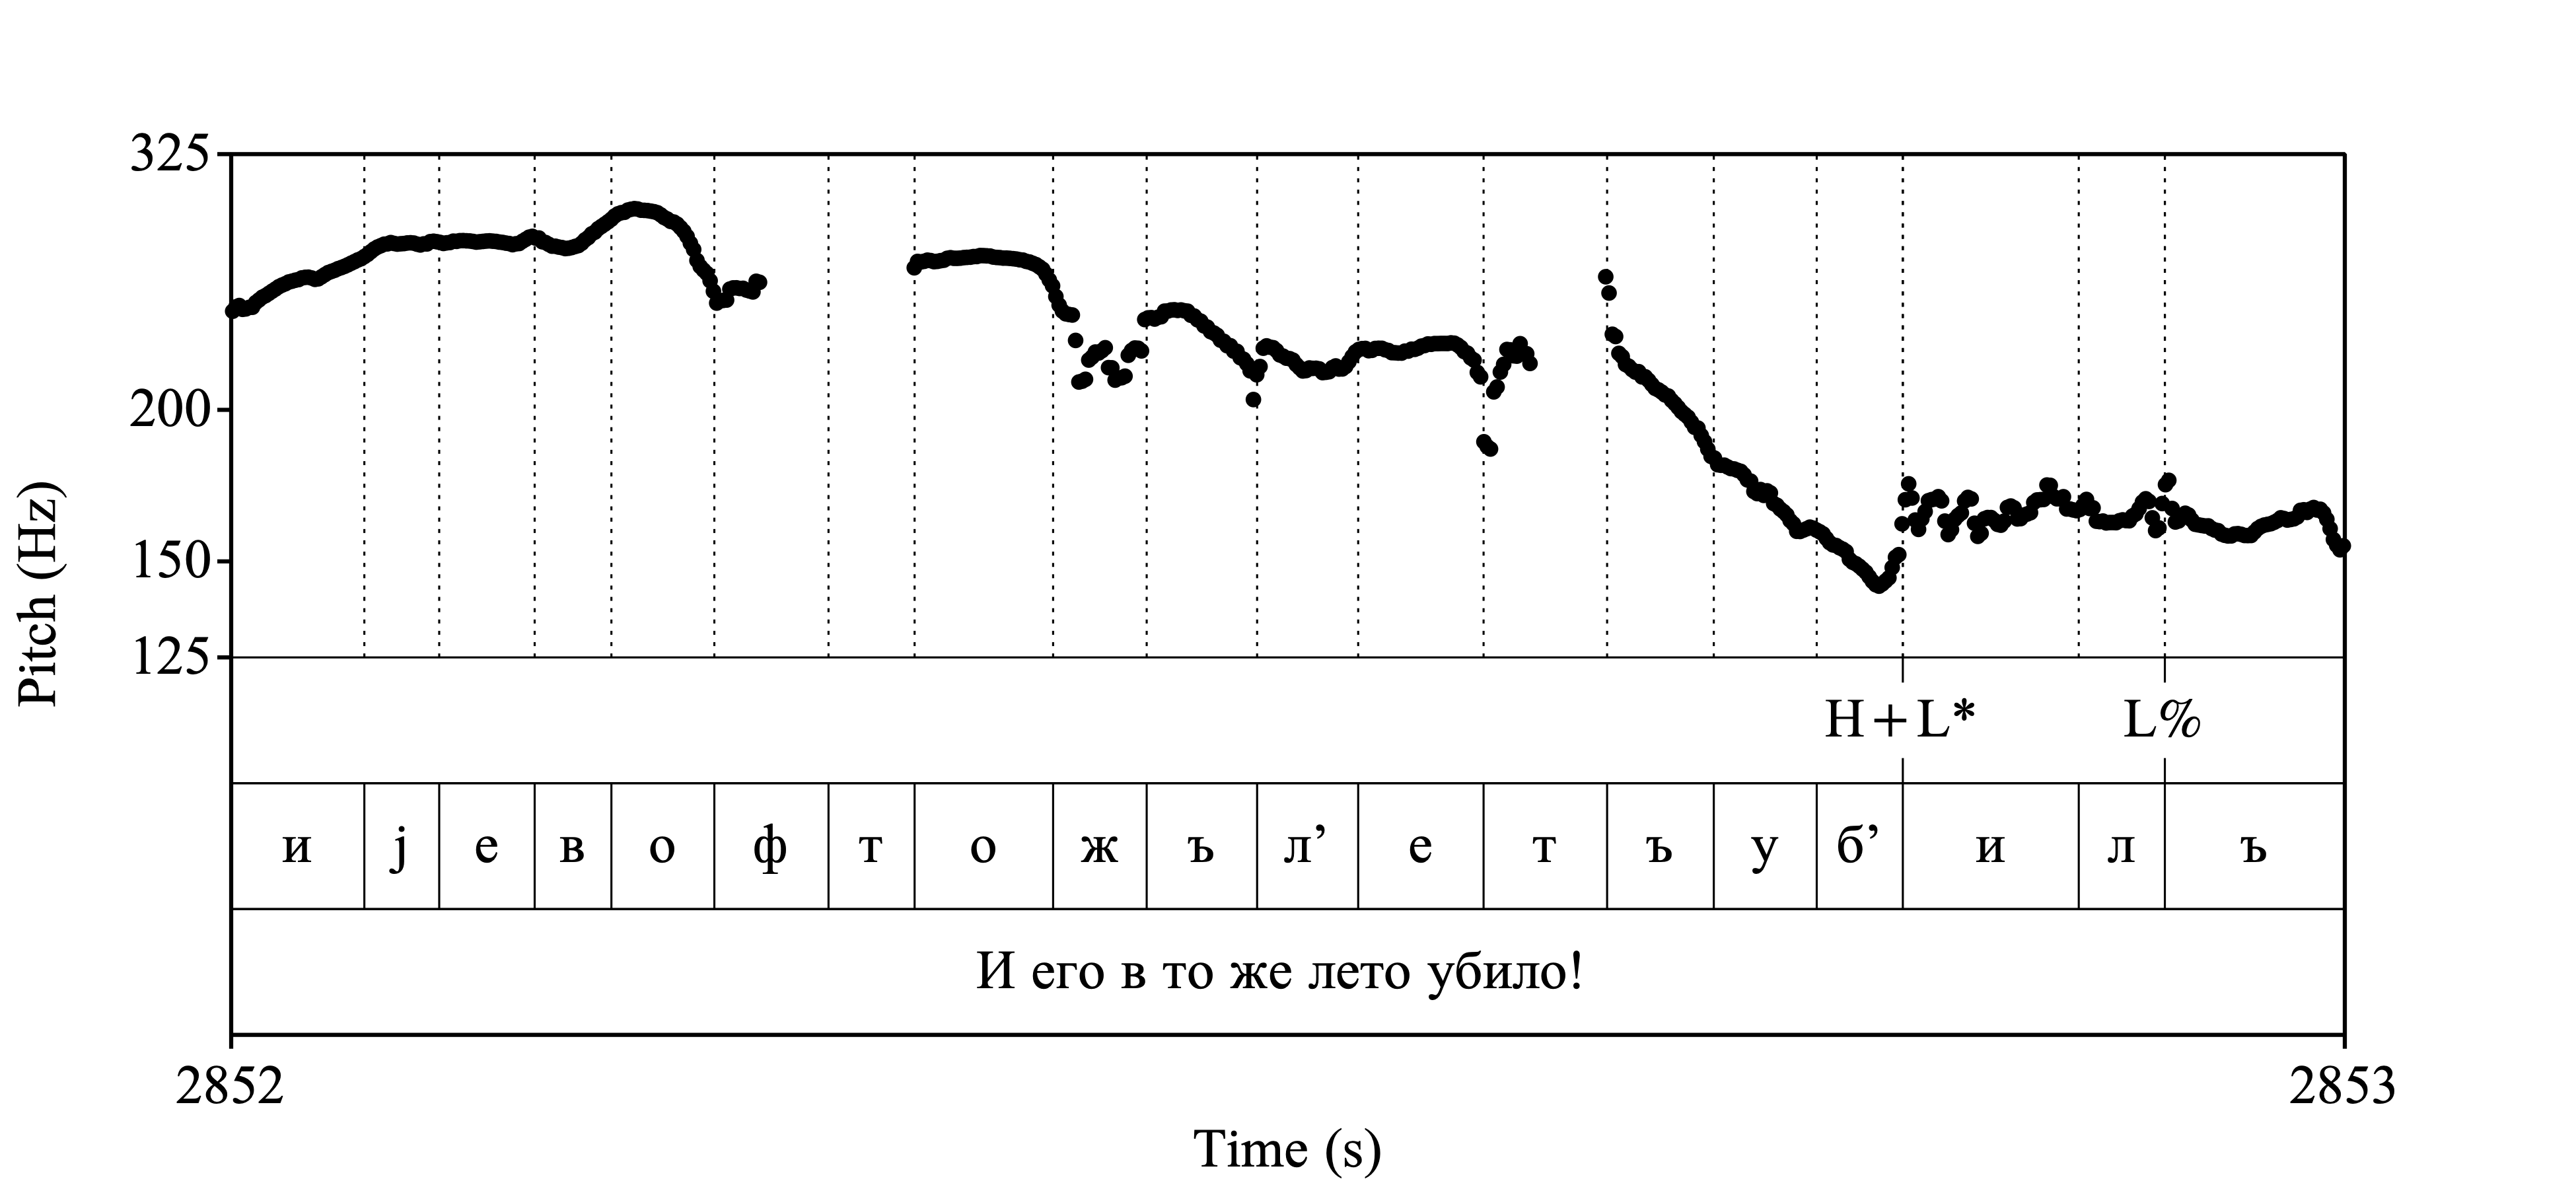 325
200
150
125
Pitch (Hz)
H+L* L%
и ј е в о ф т о ж ъ л’ е т ъ у б’ и л ъ
И его в то же лето убило!
2852 2853
Time (s)